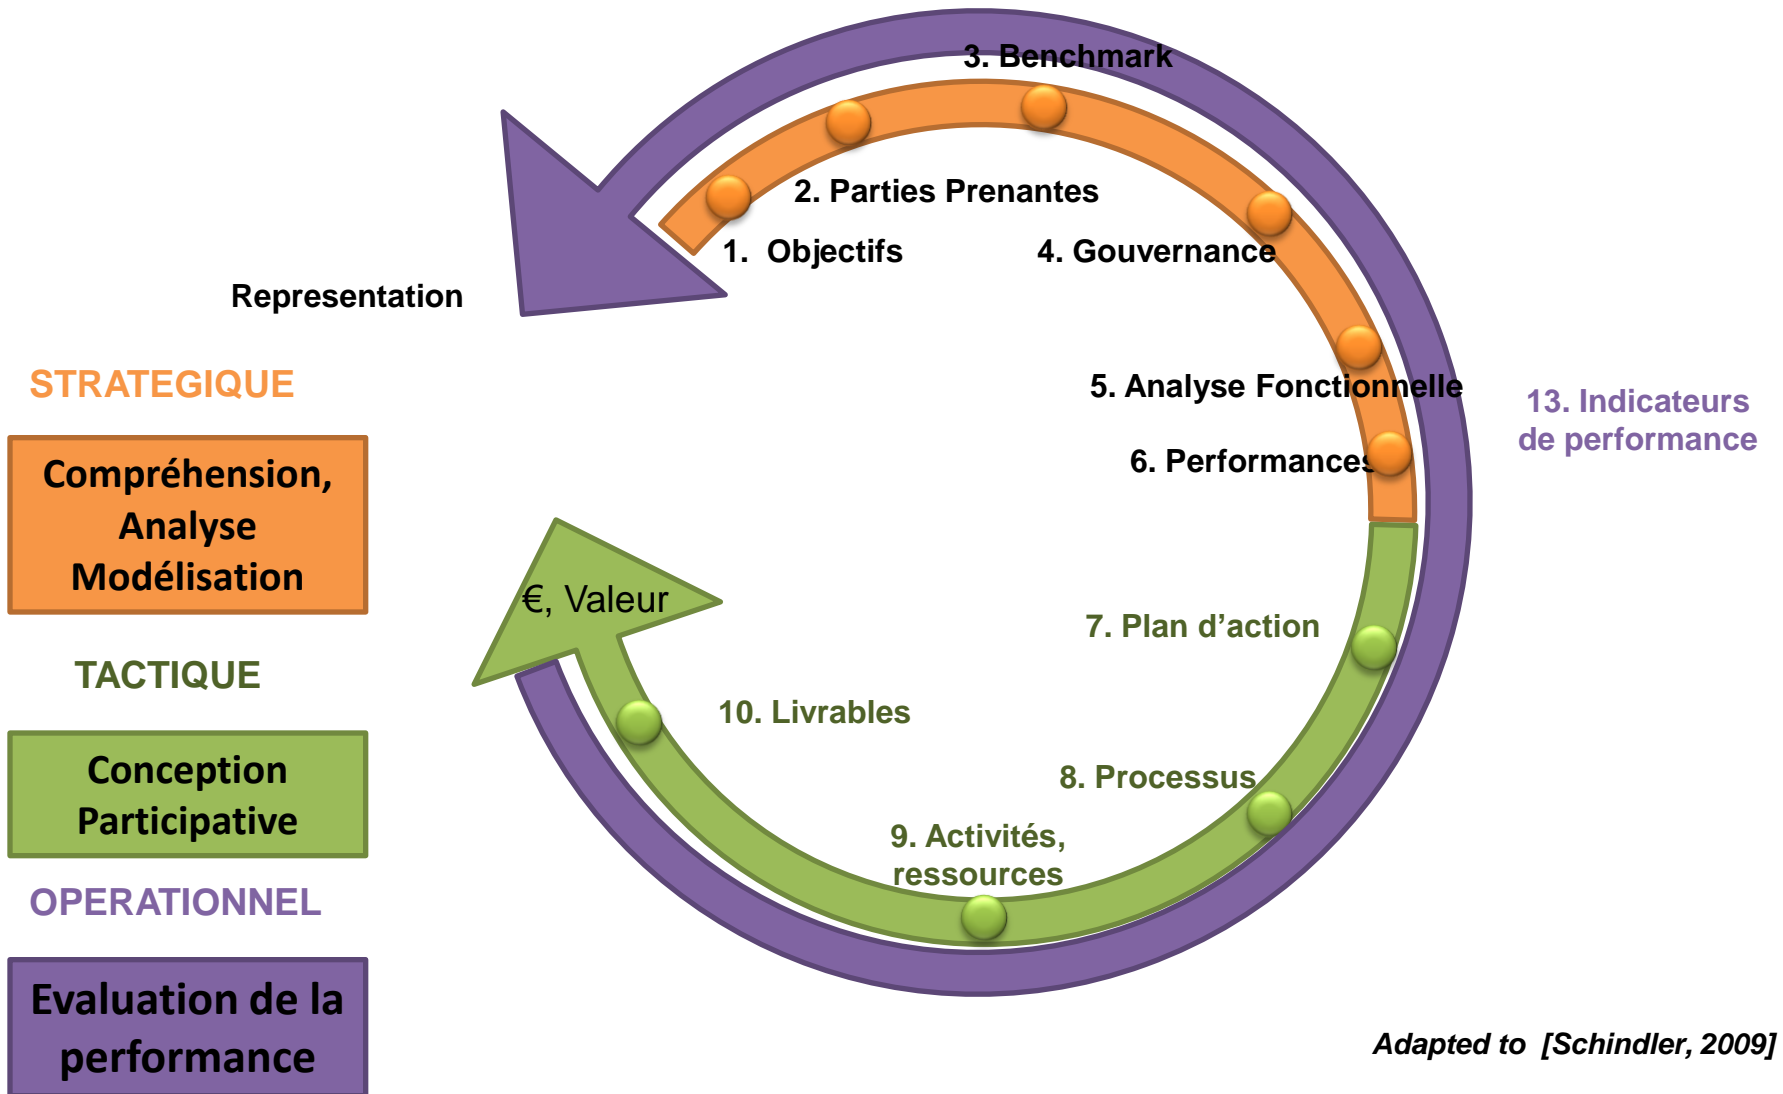 3. Benchmark
2. Parties Prenantes
1. Objectifs
4. Gouvernance
Representation
STRATEGIQUE
Compréhension,
Analyse
Modélisation
5. Analyse Fonctionnelle
6. Performances
13. Indicateurs
de performance
€, Valeur
7. Plan d’action
TACTIQUE
10. Livrables
Conception
Participative
8. Processus
9. Activités,
ressources
OPERATIONNEL
Evaluation de la
performance
Adapted to [Schindler, 2009]